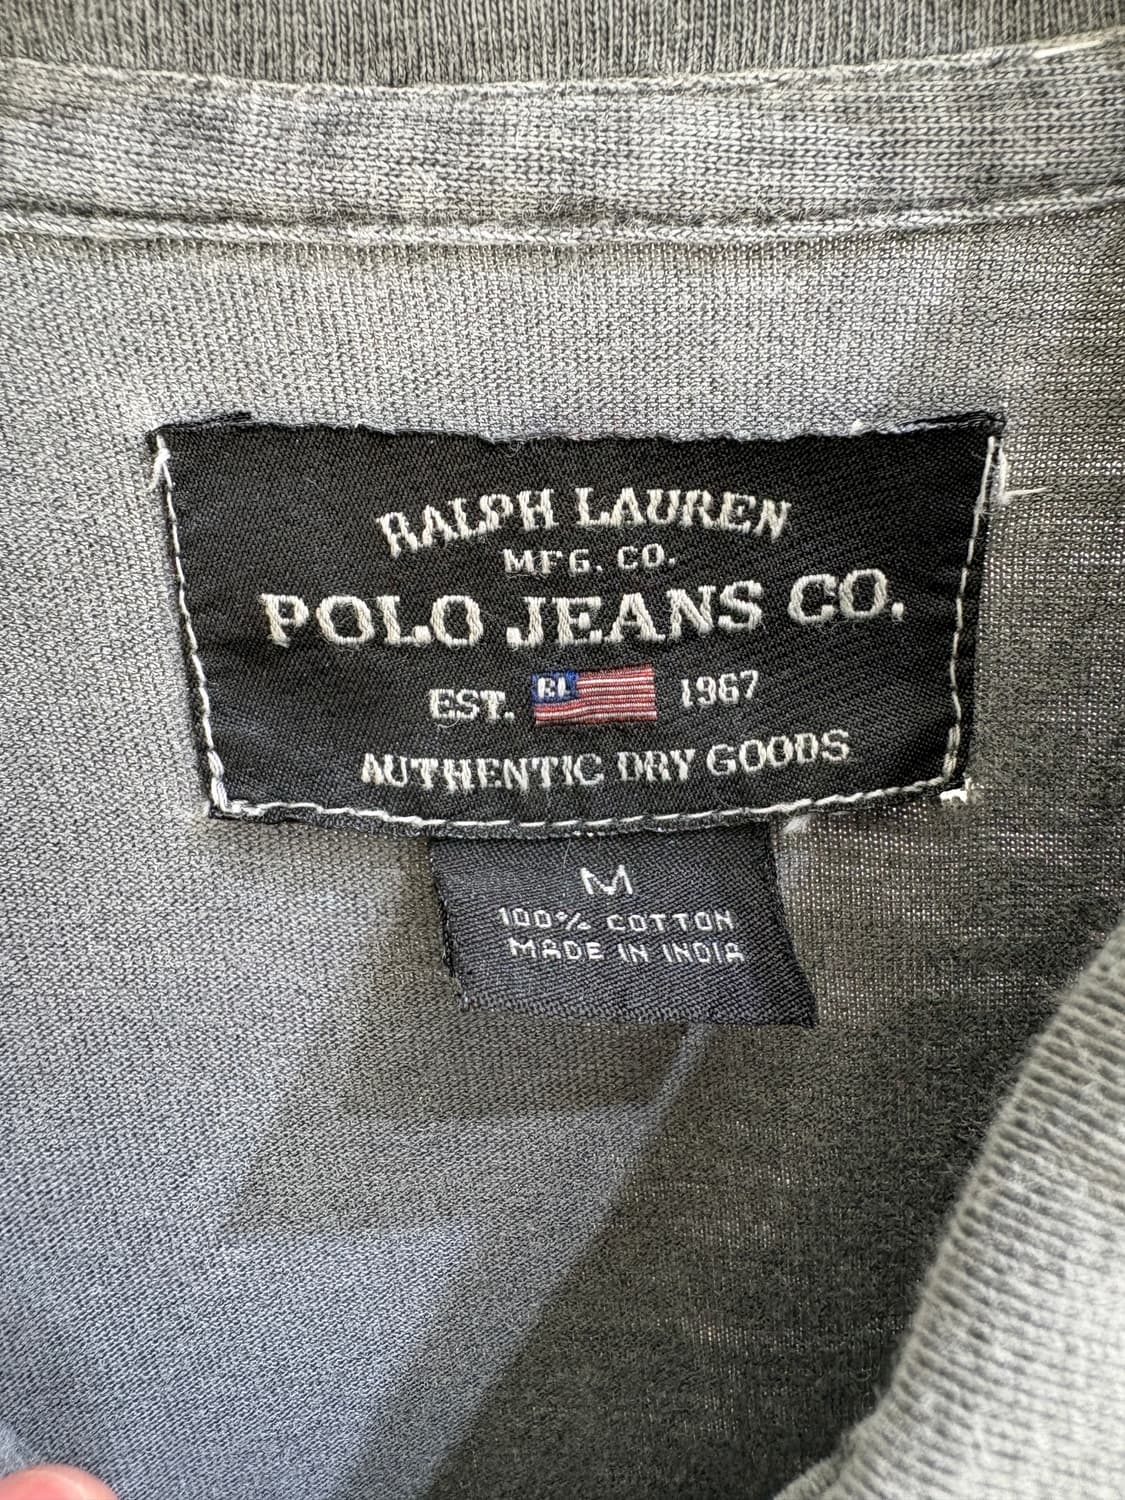 RALPH LAUREN
MFG. CO.
POLO JEANS CO.
EST. RL 1967
AUTHENTIC DRY GOODS
M
100% COTTON
MADE IN INDIA